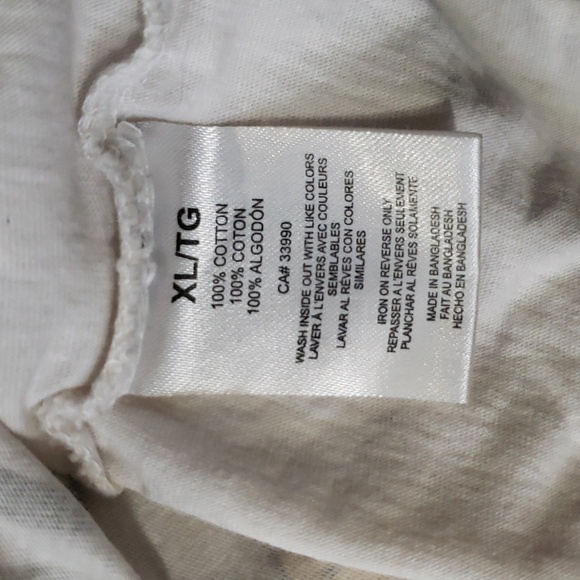 XL/TG
100% COTTON
100% COTON
100% ALGODÓN
CA# 33990
WASH INSIDE OUT WITH LIKE COLORS
LAVER À L'ENVERS AVEC COULEURS
SEMBLABLES
LAVAR AL RÉVES CON COLORES
SIMILARES
IRON ON REVERSE ONLY
REPASSER A L'ENVERS SEULEMENT
PLANCHAR AL RÉVES SOLAMENTE
MADE IN BANGLADESH
FAIT AU BANGLADESH
HECHO EN BANGLADESH